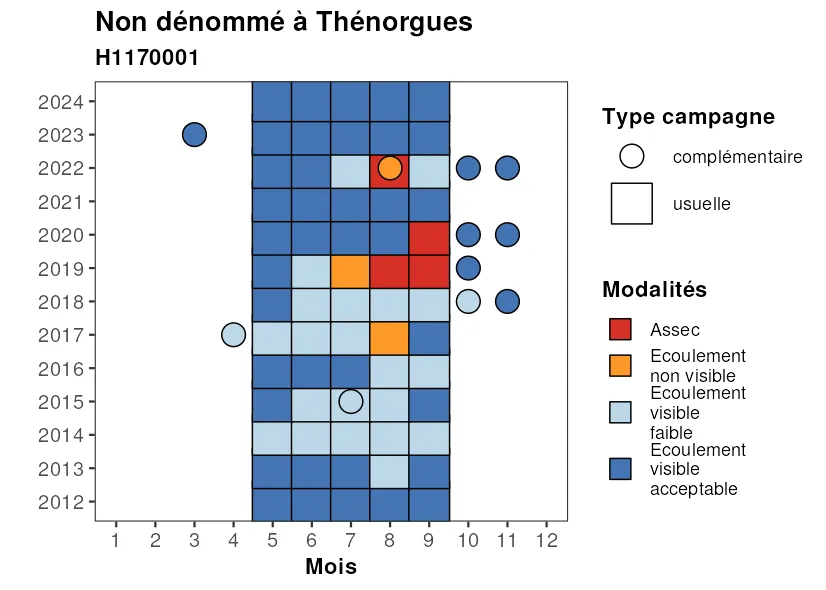 Non dénommé à Thénorgues
H1170001
2024
2023
2022
2021
2020
2019
2018
2017
2016
2015
2014
2013
2012
1 2 3 4 5 6 7 8 9 10 11 12
Mois
Type campagne
complémentaire
usuelle
Modalités
Assec
Ecoulement
non visible
Ecoulement
visible
faible
Ecoulement
visible
acceptable